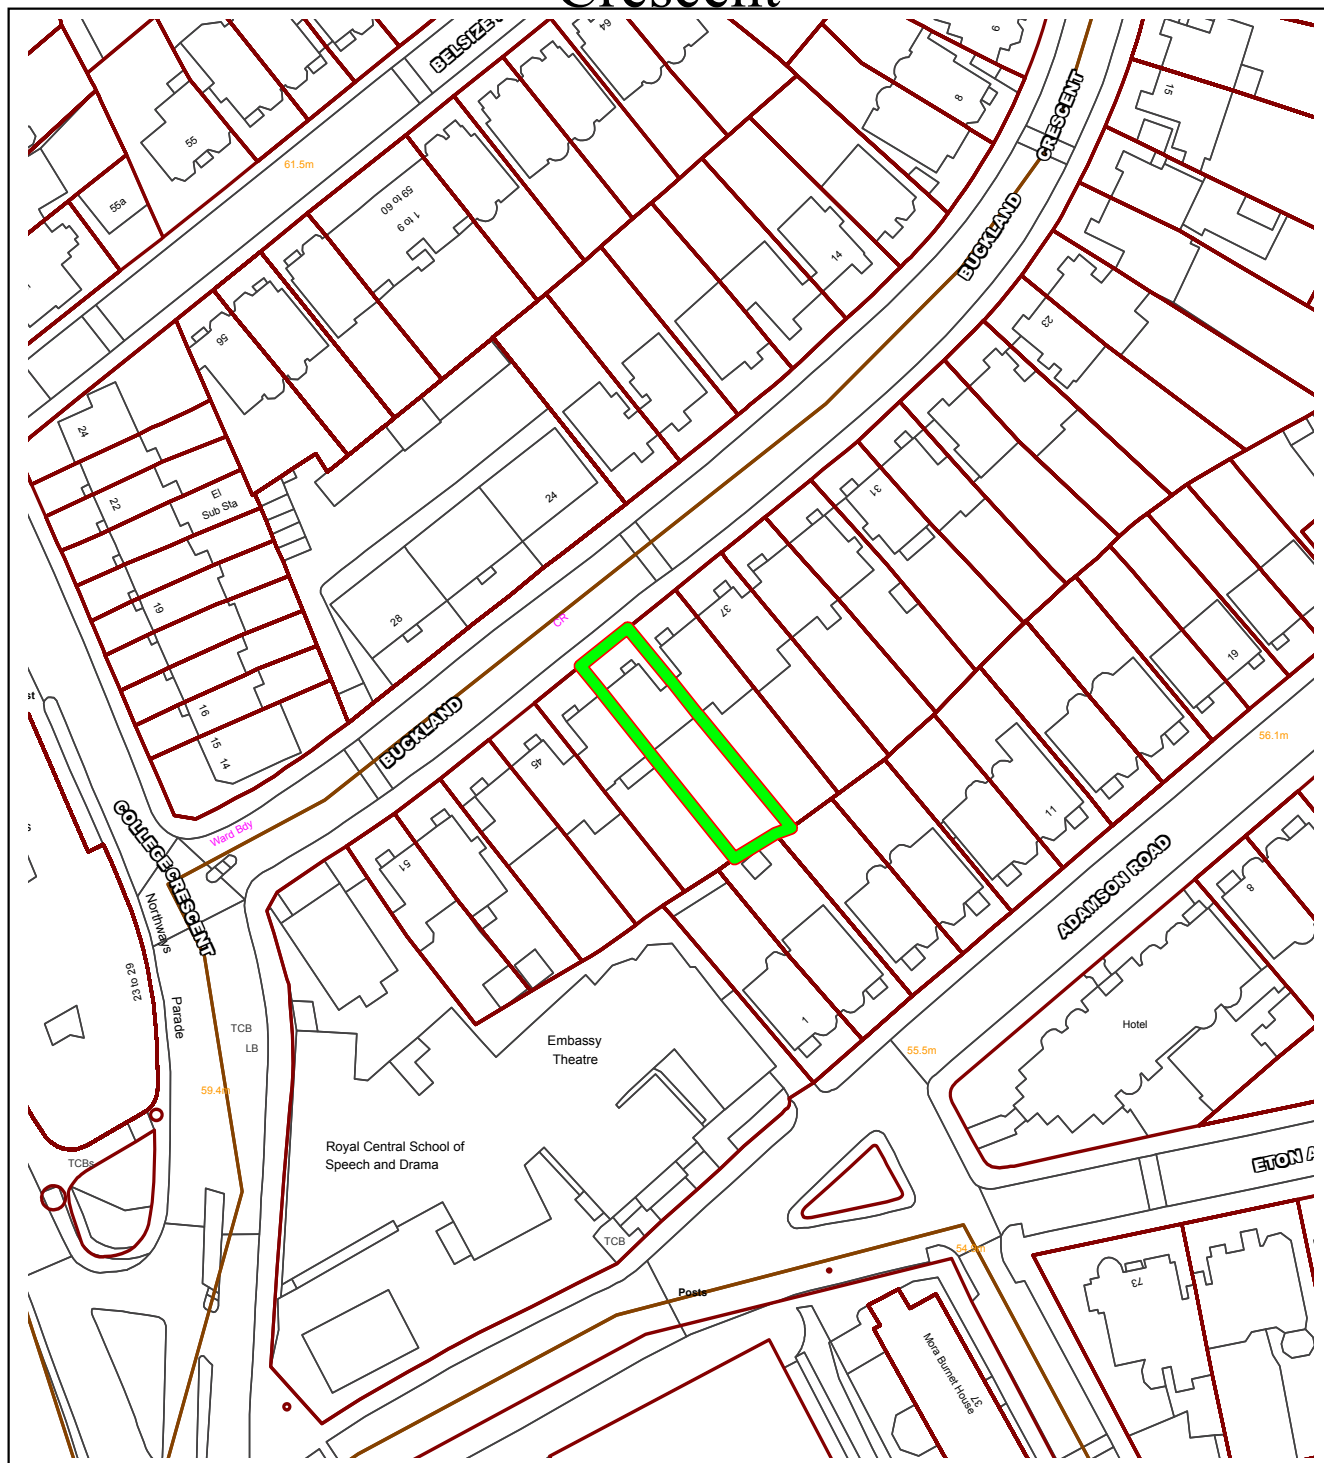 Crescent
BELSIZE
64
9
8
CRESCENT
15
55
61.5m
59 to 60
1 to 9
55a
BUCKLAND
14
23
56
24
22
El
Sub Sta
24
31
19
28
CR
37
19
16
15
14
BUCKLAND
45
56.1m
COLLEGE CRESCENT
Ward Bdy
51
11
ADAMSON ROAD
8
Northways
Parade
23 to 29
TCB
LB
Embassy
Theatre
1
Hotel
55.5m
59.4m
Royal Central School of
Speech and Drama
TCBs
ETON A
TCB
Posts
73
Mora Burnet House
37